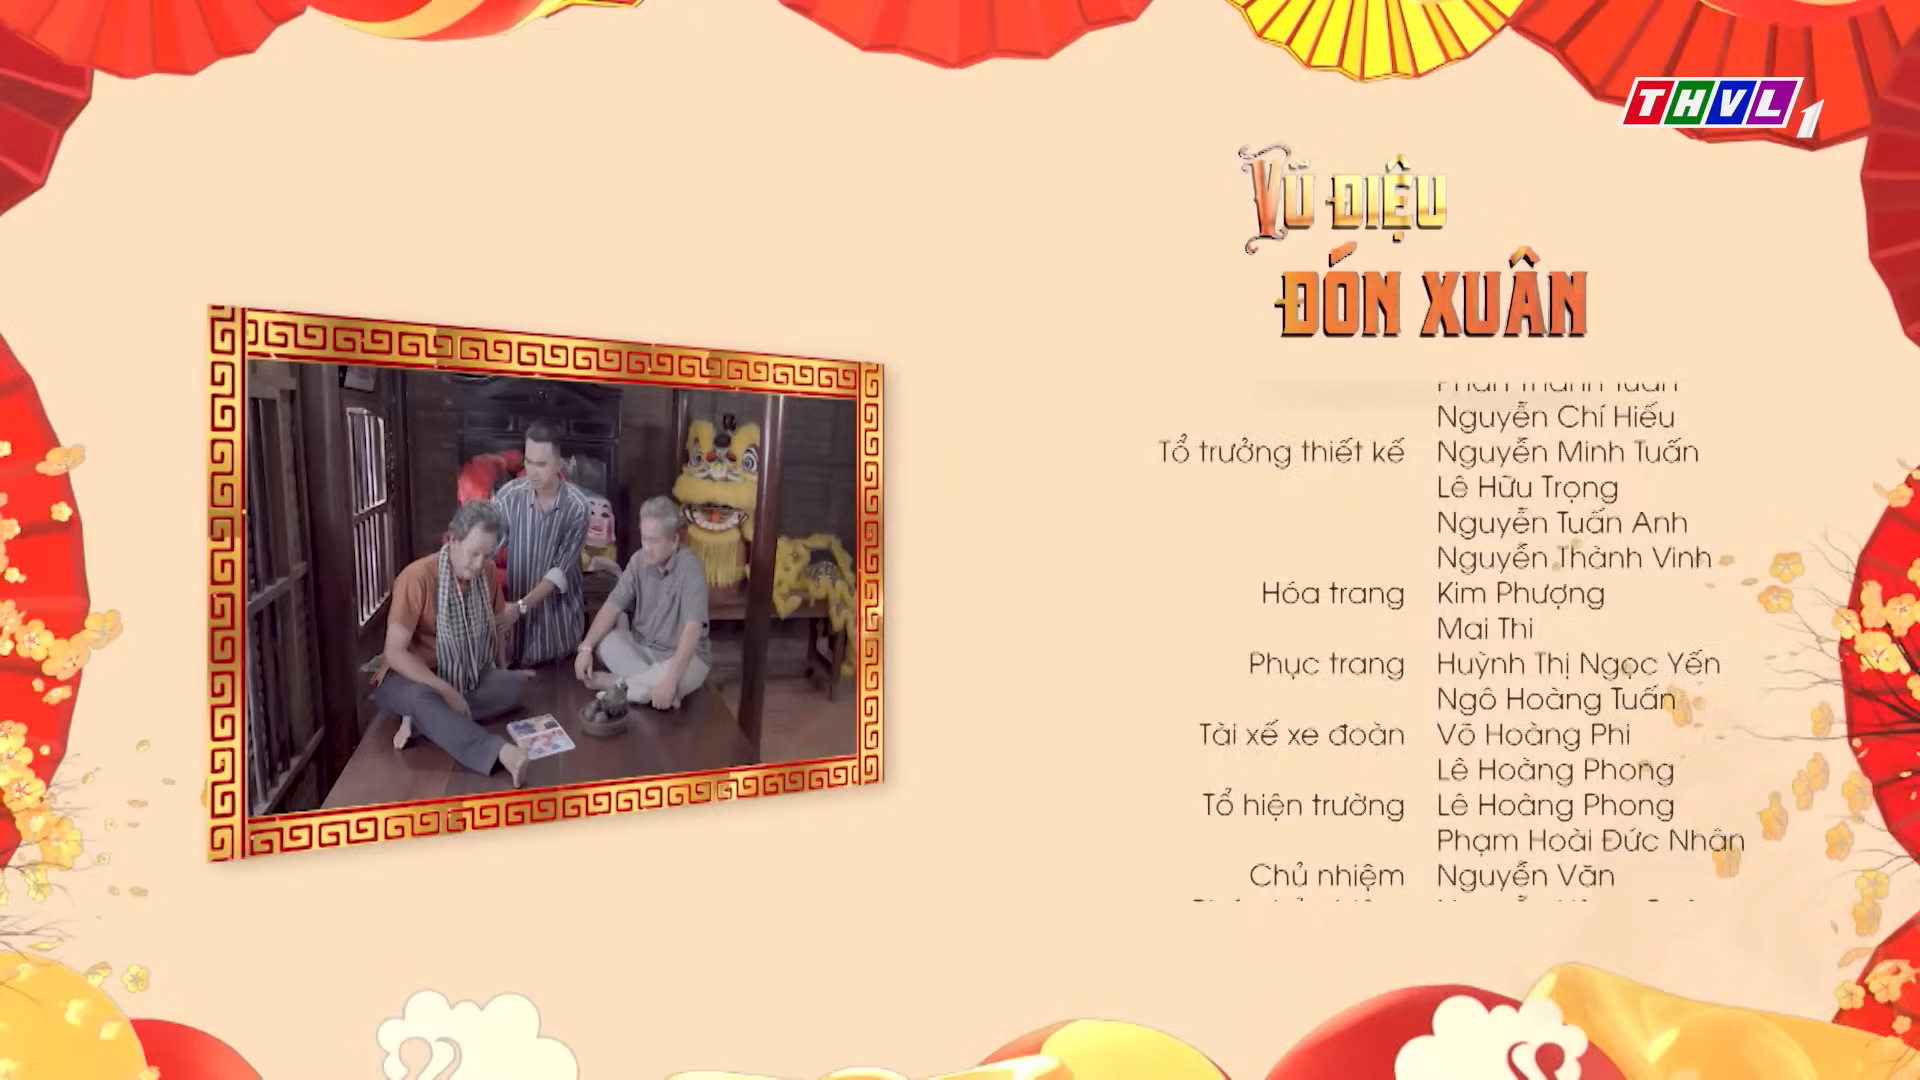 THVL1
VŨ ĐIỆU
ĐÓN XUÂN
Nguyễn Chí Hiếu
Tổ trưởng thiết kế Nguyễn Minh Tuấn
Lê Hữu Trọng
Nguyễn Tuấn Anh
Nguyễn Thành Vinh
Hóa trang Kim Phượng
Mai Thi
Phục trang Huỳnh Thị Ngọc Yến
Ngô Hoàng Tuấn
Tài xế xe đoàn Võ Hoàng Phi
Lê Hoàng Phong
Tổ hiện trường Lê Hoàng Phong
Phạm Hoài Đức Nhân
Chủ nhiệm Nguyễn Văn